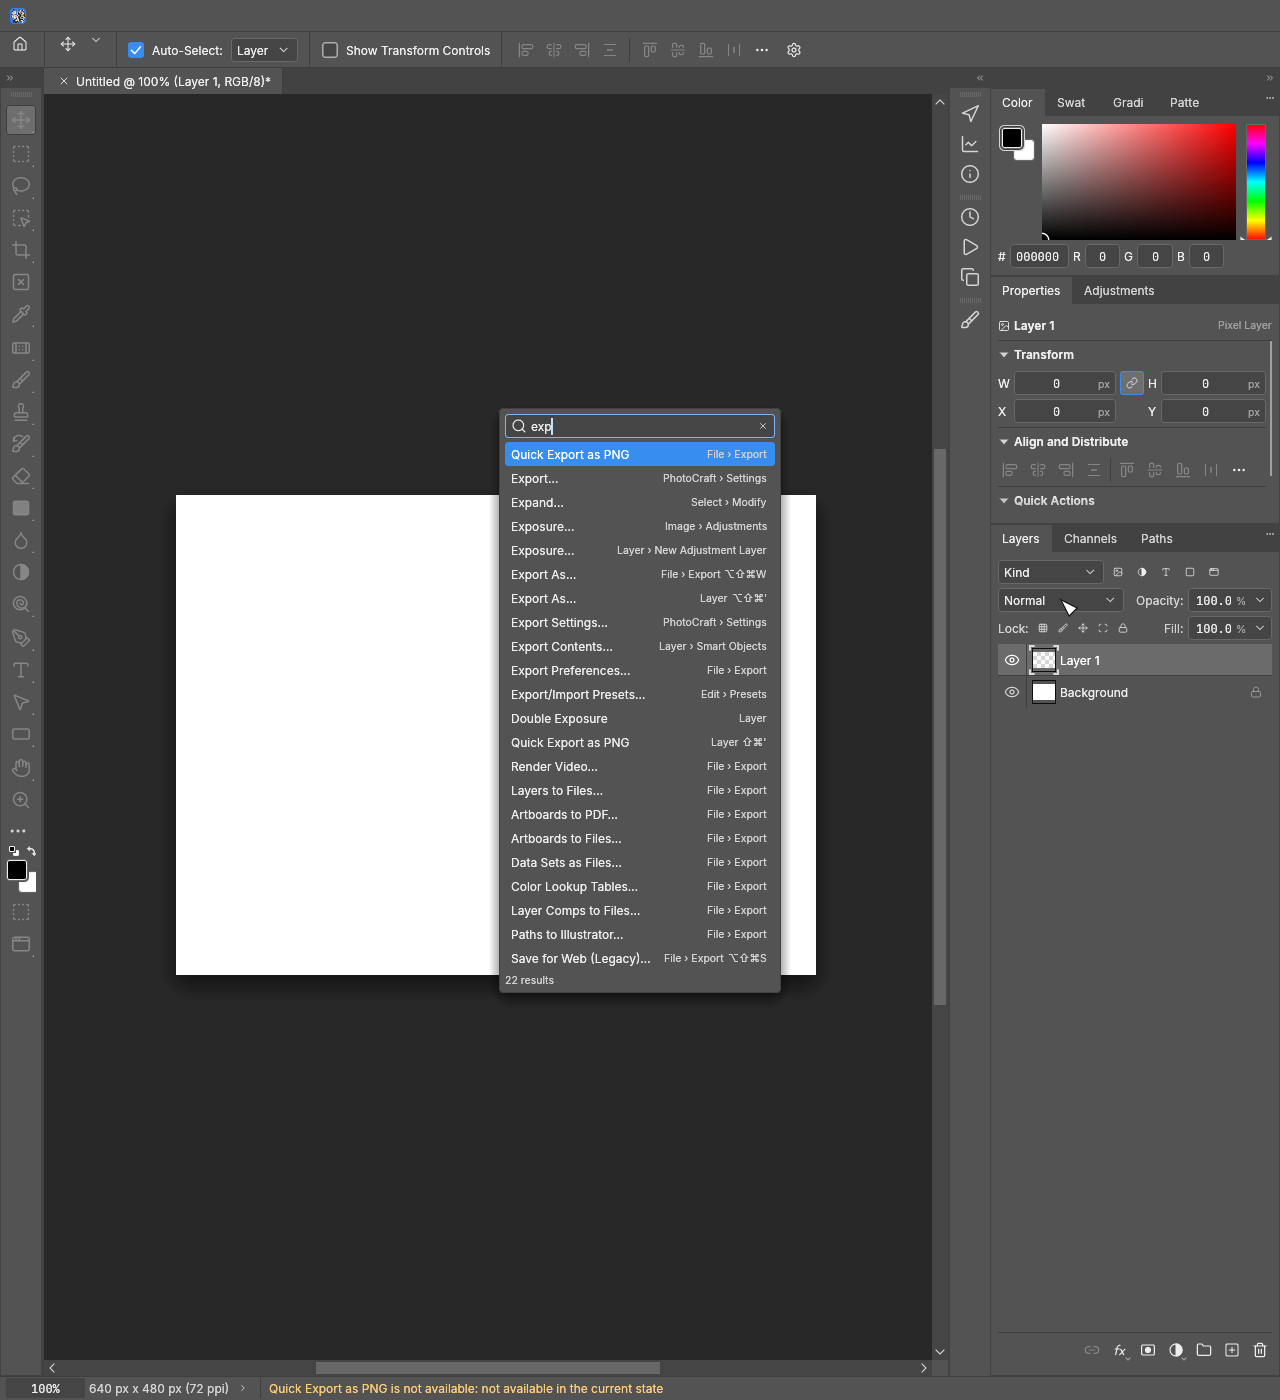 Auto-Select: Layer Show Transform Controls
Untitled @ 100% (Layer 1, RGB/8)*
Color Swat Gradi Patte
# 000000 R 0 G 0 B 0
Properties Adjustments
Layer 1 Pixel Layer
Transform
W 0 px H 0 px
X 0 px Y 0 px
Align and Distribute
Quick Actions
Layers Channels Paths
Kind
Normal Opacity: 100.0 %
Lock: Fill: 100.0 %
Layer 1
Background
exp
Quick Export as PNG File › Export
Export... PhotoCraft › Settings
Expand... Select › Modify
Exposure... Image › Adjustments
Exposure... Layer › New Adjustment Layer
Export As... File › Export ⌥⇧⌘W
Export As... Layer ⌥⇧⌘'
Export Settings... PhotoCraft › Settings
Export Contents... Layer › Smart Objects
Export Preferences... File › Export
Export/Import Presets... Edit › Presets
Double Exposure Layer
Quick Export as PNG Layer ⇧⌘'
Render Video... File › Export
Layers to Files... File › Export
Artboards to PDF... File › Export
Artboards to Files... File › Export
Data Sets as Files... File › Export
Color Lookup Tables... File › Export
Layer Comps to Files... File › Export
Paths to Illustrator... File › Export
Save for Web (Legacy)... File › Export ⌥⇧⌘S
22 results
100% 640 px x 480 px (72 ppi) Quick Export as PNG is not available: not available in the current state